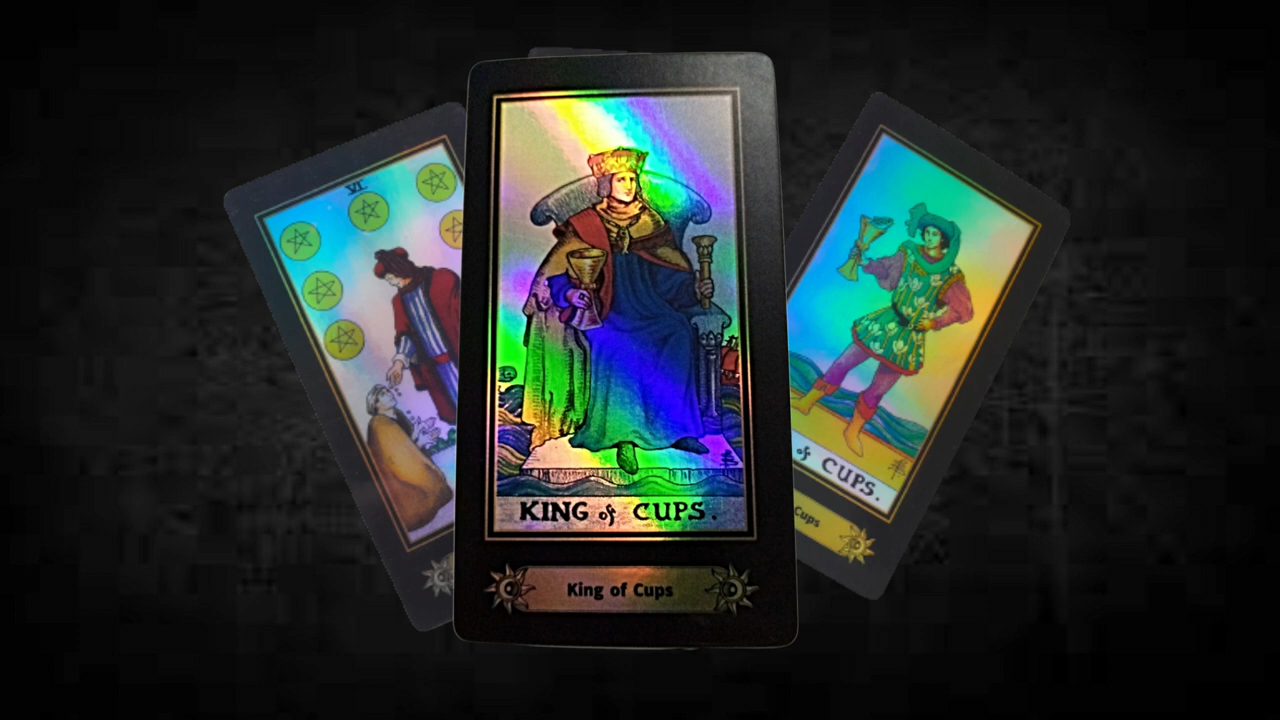 VI
KING of CUPS.
King of Cups
of CUPS.
Cups